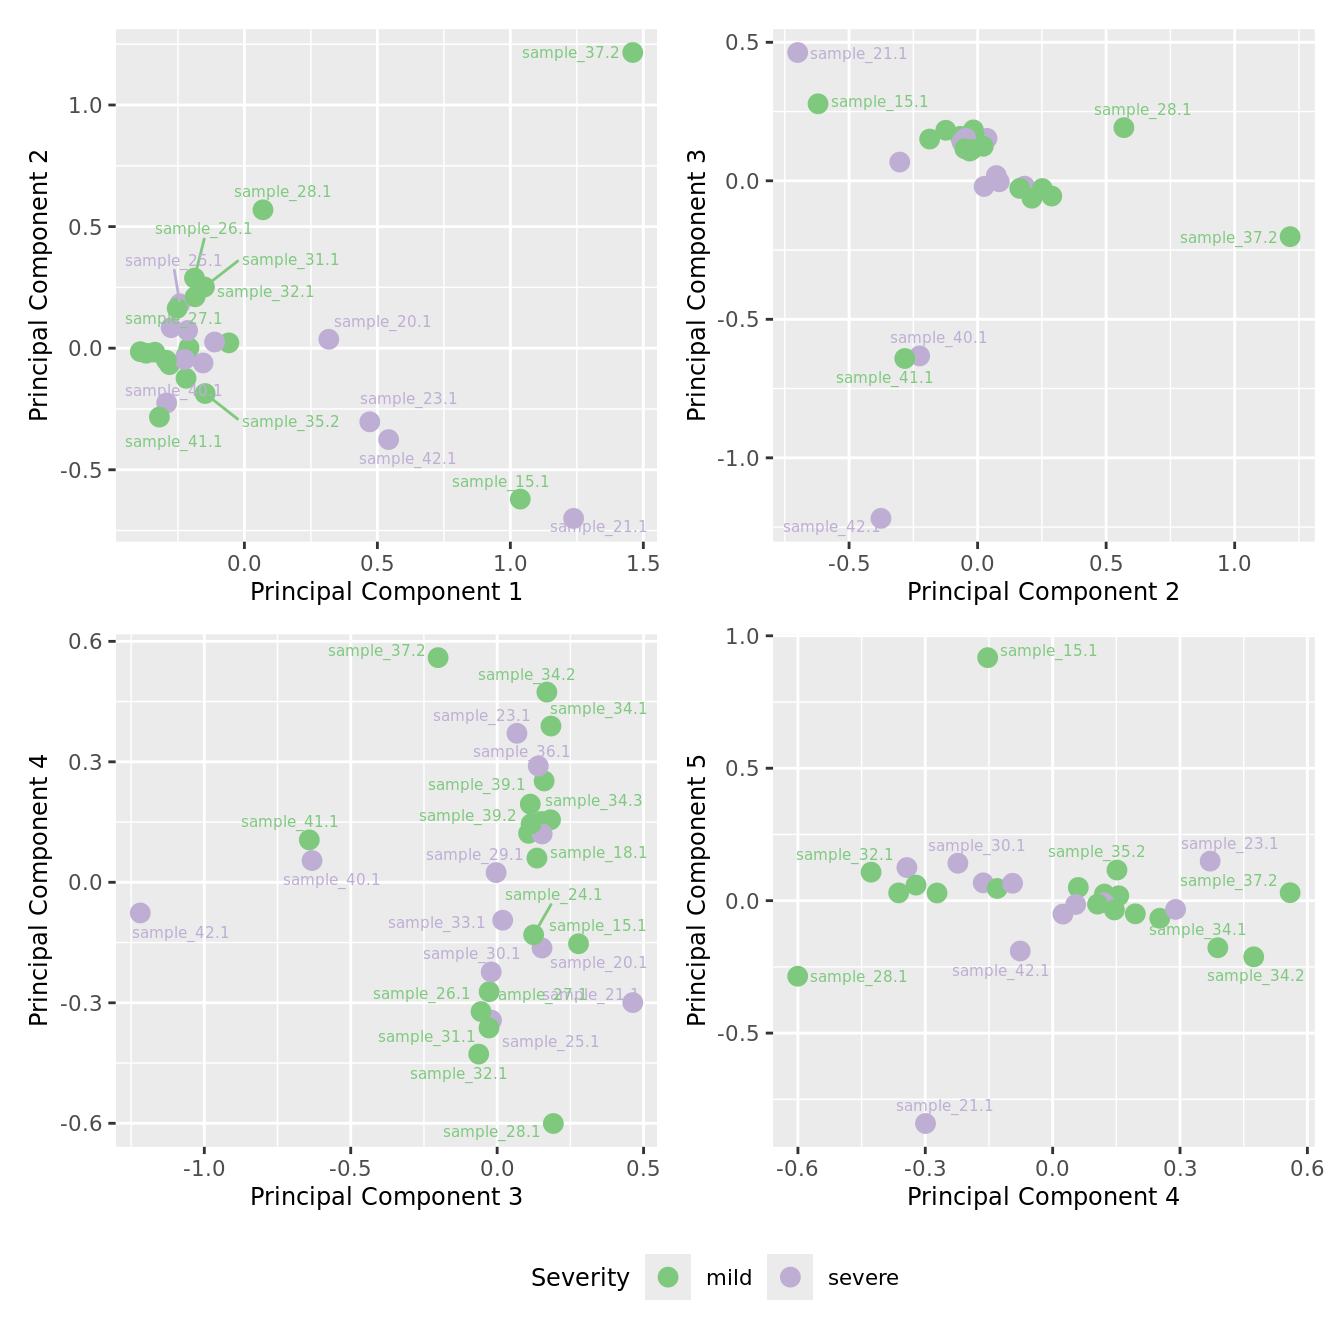 sample_37.2
sample_28.1
sample_26.1
sample_25.1
sample_31.1
sample_32.1
sample_27.1
sample_20.1
sample_40.1
sample_23.1
sample_35.2
sample_41.1
sample_42.1
sample_15.1
sample_21.1
1.0
0.5
0.0
-0.5
0.0 0.5 1.0 1.5
Principal Component 1
Principal Component 2
sample_21.1
sample_15.1
sample_28.1
sample_37.2
sample_40.1
sample_41.1
sample_42.1
0.5
0.0
-0.5
-1.0
-0.5 0.0 0.5 1.0
Principal Component 2
Principal Component 3
sample_37.2
sample_34.2
sample_34.1
sample_23.1
sample_36.1
sample_39.1
sample_34.3
sample_39.2
sample_41.1
sample_18.1
sample_29.1
sample_40.1
sample_24.1
sample_33.1
sample_15.1
sample_42.1
sample_30.1
sample_20.1
sample_26.1
sample_27.1
sample_21.1
sample_31.1
sample_25.1
sample_32.1
sample_28.1
0.6
0.3
0.0
-0.3
-0.6
-1.0 -0.5 0.0 0.5
Principal Component 3
Principal Component 4
sample_15.1
sample_32.1
sample_30.1
sample_35.2
sample_23.1
sample_37.2
sample_34.1
sample_42.1
sample_28.1
sample_34.2
sample_21.1
1.0
0.5
0.0
-0.5
-0.6 -0.3 0.0 0.3 0.6
Principal Component 4
Principal Component 5
Severity mild severe